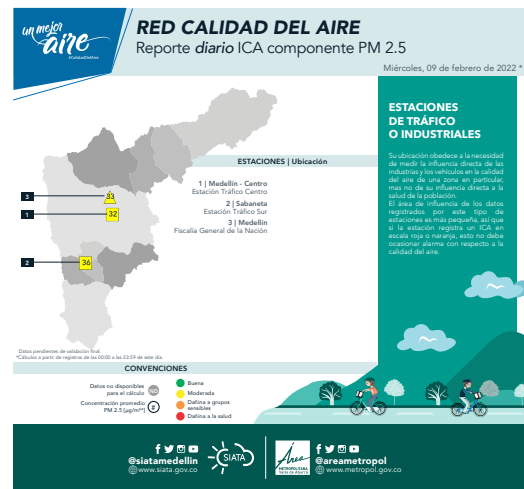 un mejor
aire
#CalidadDelAire
RED CALIDAD DEL AIRE
Reporte diario ICA componente PM 2.5
Miércoles, 09 de febrero de 2022 *
ESTACIONES | Ubicación
1 | Medellín - Centro
Estación Tráfico Centro
2 | Sabaneta
Estación Tráfico Sur
3 | Medellín
Fiscalía General de la Nación
3
33
1
32
2
36
ESTACIONES
DE TRÁFICO
O INDUSTRIALES
Su ubicación obedece a la necesidad
de medir la influencia directa de las
industrias y los vehículos en la calidad
del aire de una zona en particular,
mas no de su influencia directa a la
salud de la población.
El área de influencia de los datos
registrados por este tipo de
estaciones es más pequeña, así que
si la estación registra un ICA en
escala roja o naranja, esto no debe
ocasionar alarma con respecto a la
calidad del aire.
Datos pendientes de validación final.
*Cálculos a partir de registros de las 00:00 a las 23:59 de este día.
CONVENCIONES
Datos no disponibles
para el cálculo
ND
Concentración promedio
PM 2.5 [µg/m³*]
#
Buena
Moderada
Dañina a grupos
sensibles
Dañina a la salud
@siatamedellin
www.siata.gov.co
SIATA
Área
METROPOLITANA
Valle de Aburrá
@areametropol
www.metropol.gov.co